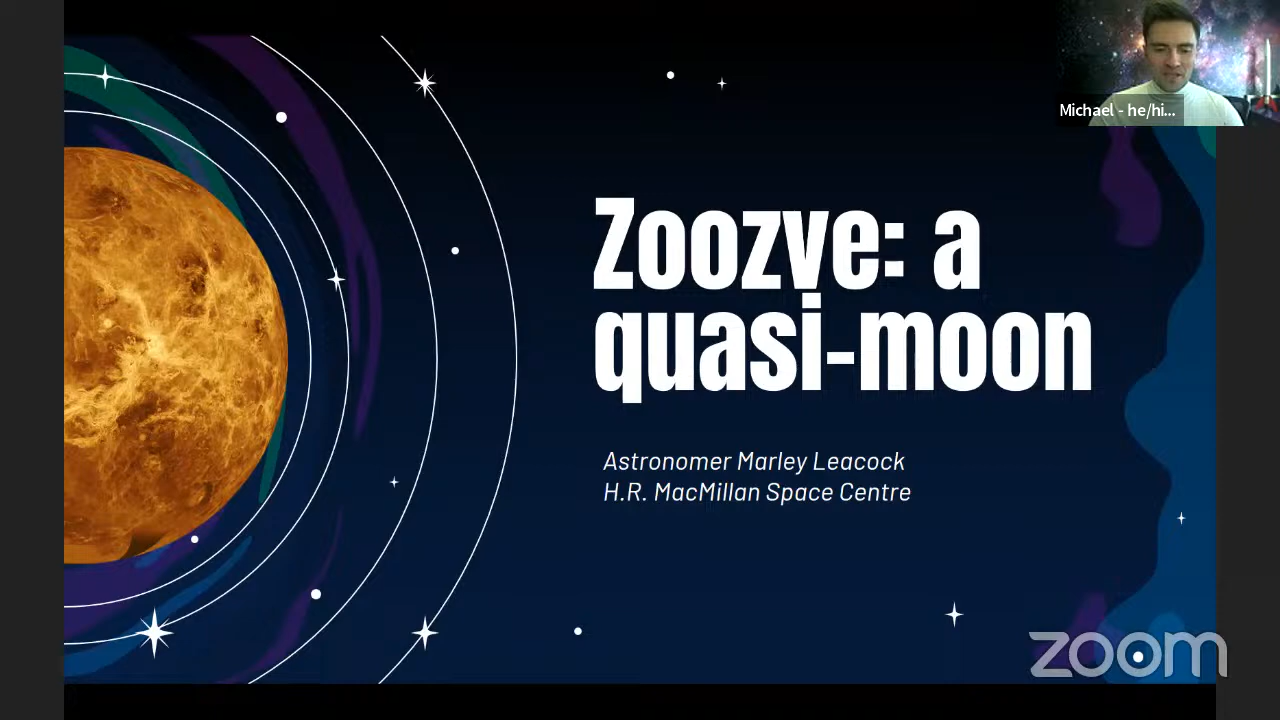 Michael - he/hi...
Zoozve: a
quasi-moon
Astronomer Marley Leacock
H.R. MacMillan Space Centre
zoom